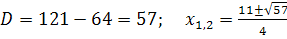 D = 121 − 64 = 57;    x₁,₂ = (11±√57)/4